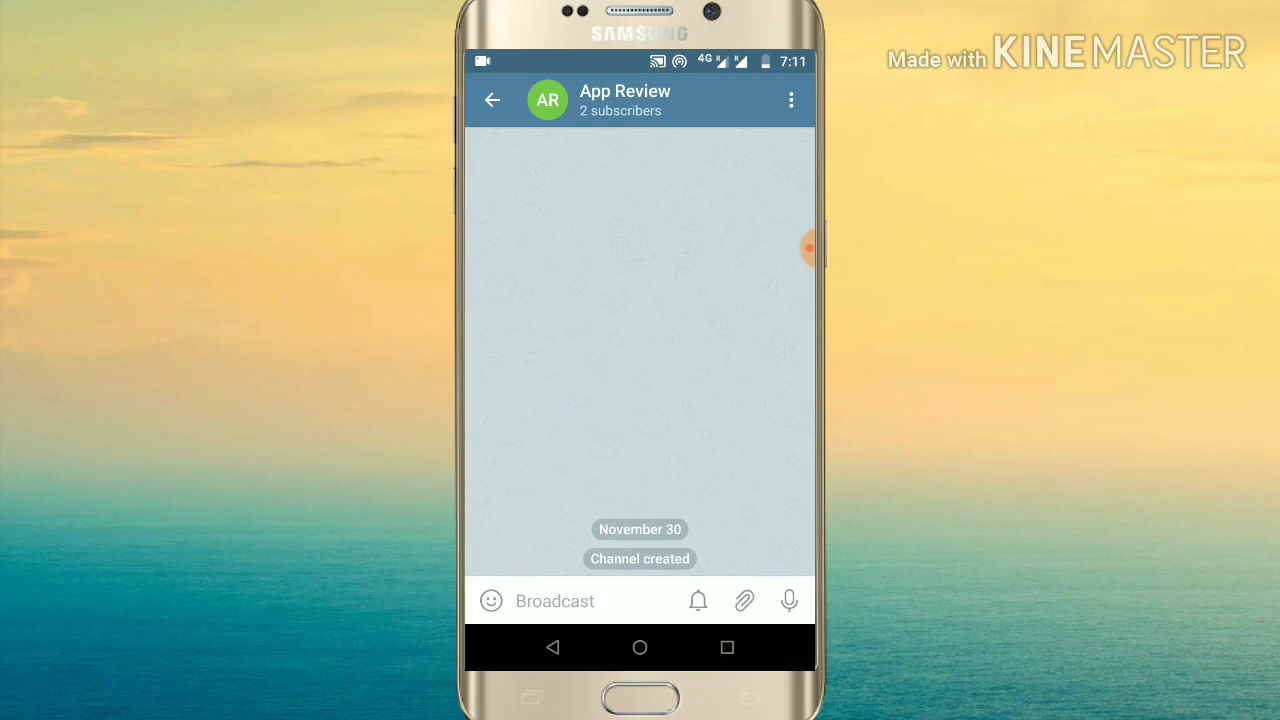 SAMSUNG
Made with KINEMASTER
4G R R 7:11
AR
App Review
2 subscribers
November 30
Channel created
Broadcast